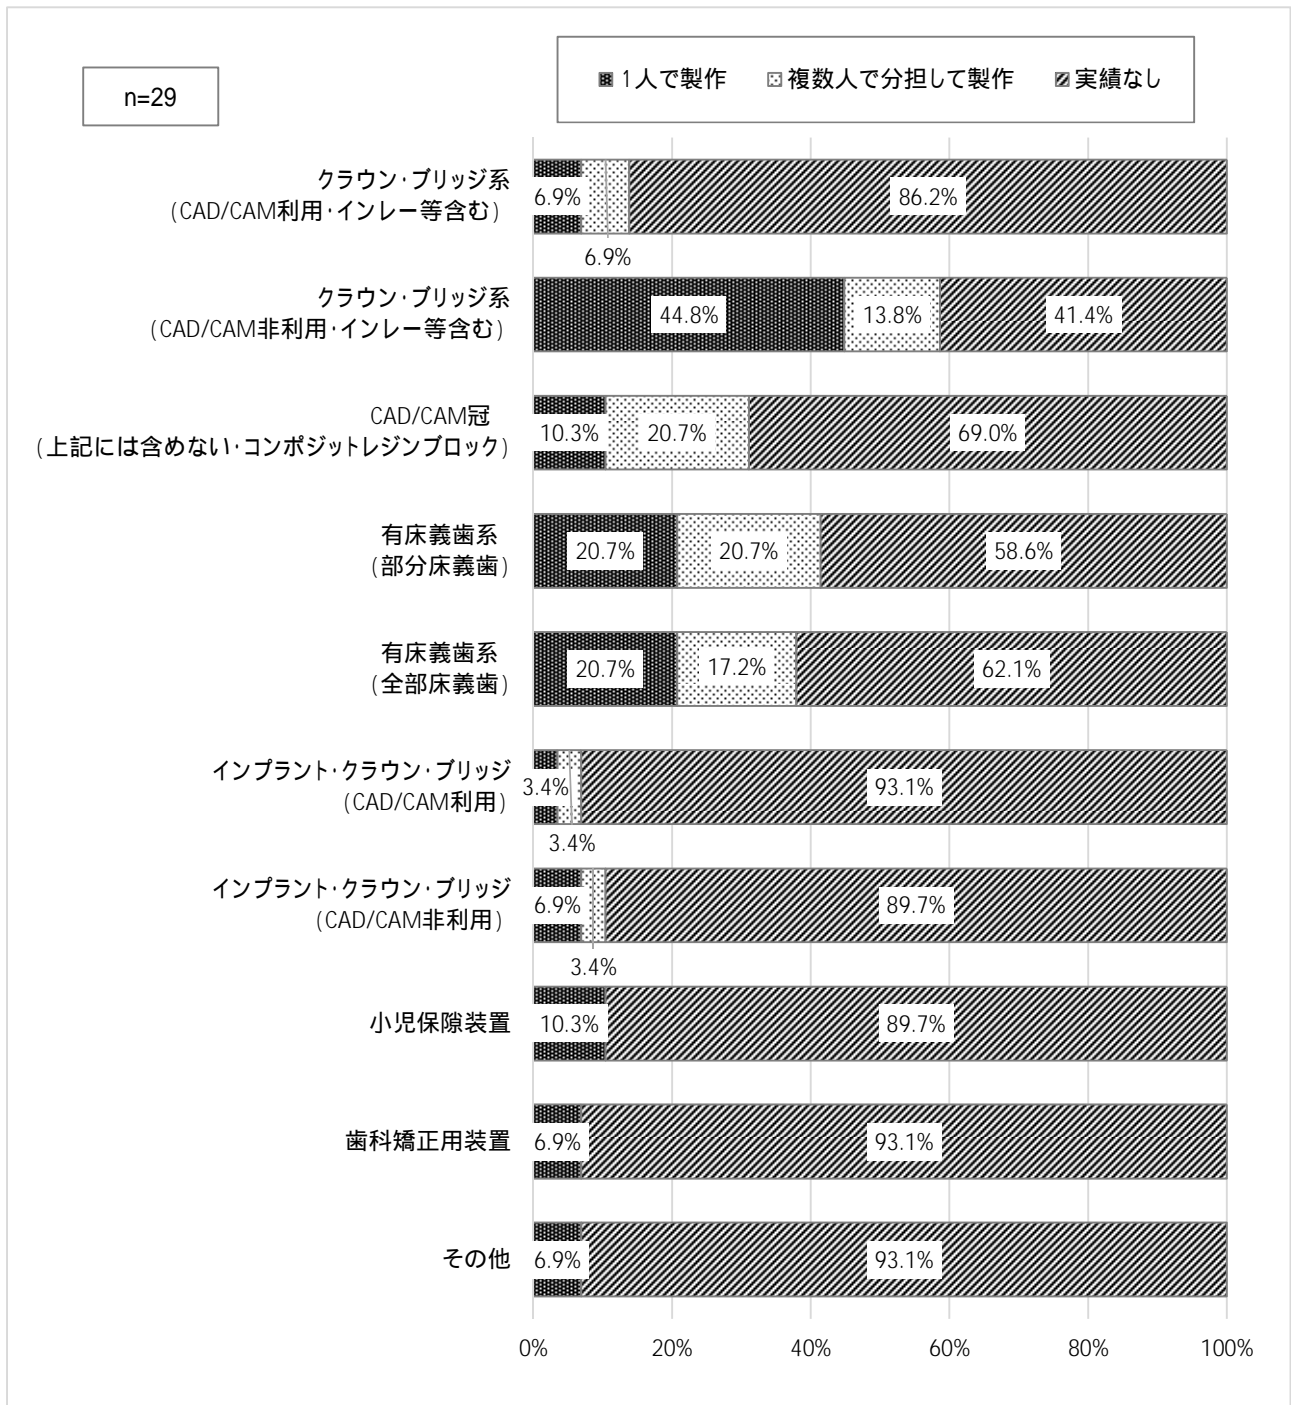 n=29
1人で製作 複数人で分担して製作 実績なし
クラウン・ブリッジ系
(CAD/CAM利用・インレー等含む)
6.9% 86.2%
6.9%
クラウン・ブリッジ系
(CAD/CAM非利用・インレー等含む)
44.8% 13.8% 41.4%
CAD/CAM冠
(上記には含めない・コンポジットレジンブロック)
10.3% 20.7% 69.0%
有床義歯系
(部分床義歯)
20.7% 20.7% 58.6%
有床義歯系
(全部床義歯)
20.7% 17.2% 62.1%
インプラント・クラウン・ブリッジ
(CAD/CAM利用)
3.4% 93.1%
3.4%
インプラント・クラウン・ブリッジ
(CAD/CAM非利用)
6.9% 89.7%
3.4%
小児保隙装置 10.3% 89.7%
歯科矯正用装置 6.9% 93.1%
その他 6.9% 93.1%
0% 20% 40% 60% 80% 100%